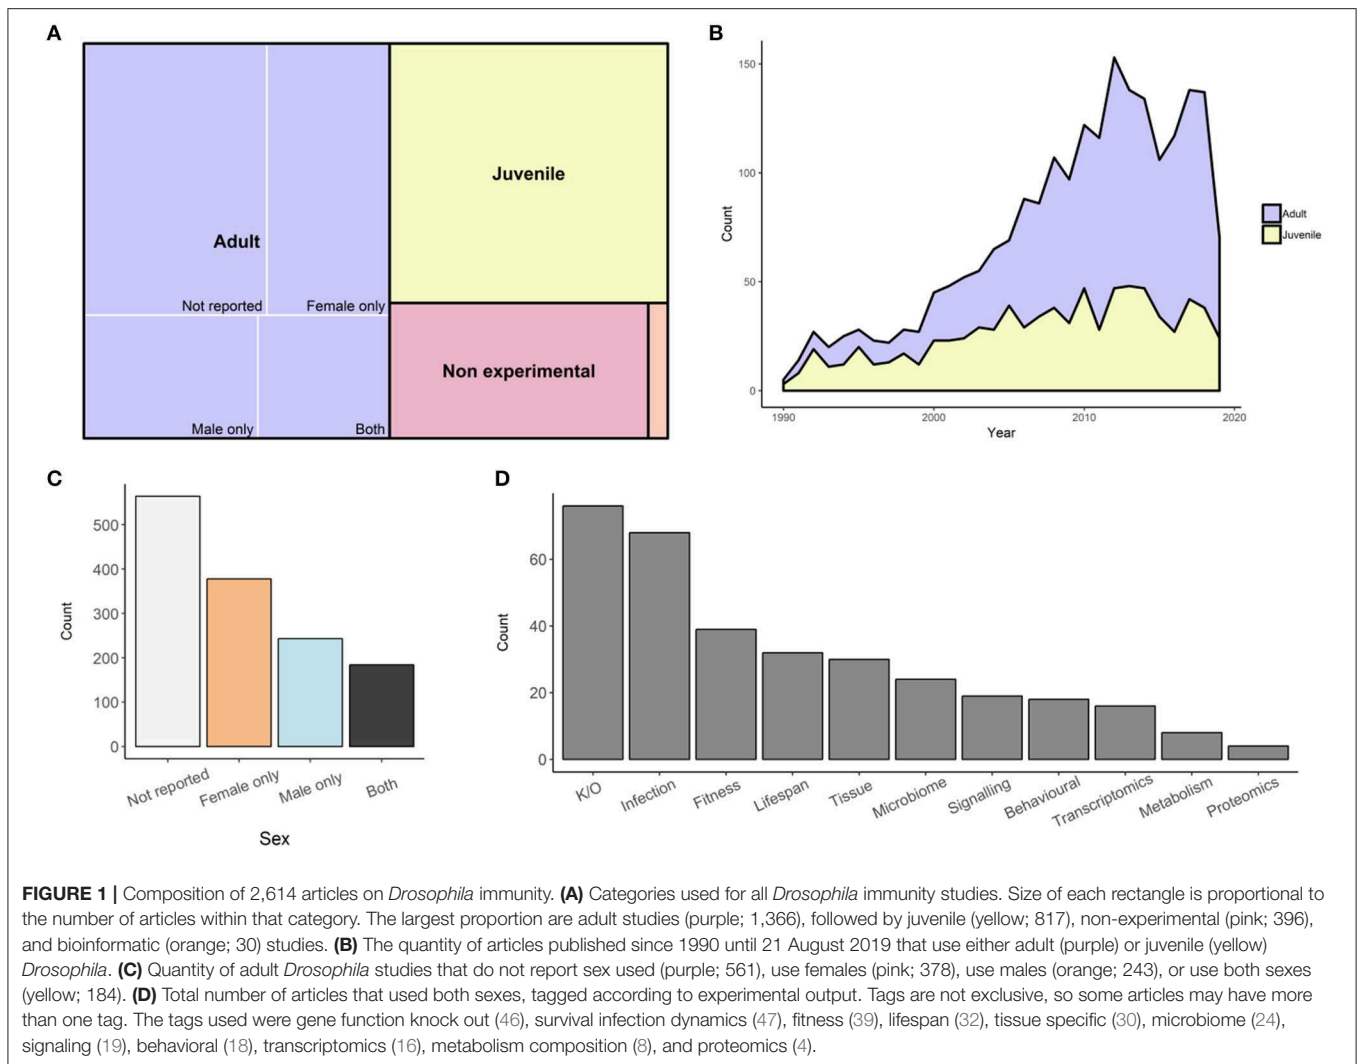 A
Adult
Not reported
Female only
Male only
Both
Juvenile
Non experimental
B
150
100
50
0
Count
1990
2000
2010
2020
Year
Adult
Juvenile
C
500
400
300
200
100
0
Count
Not reported
Female only
Male only
Both
Sex
D
60
40
20
0
Count
K/O
Infection
Fitness
Lifespan
Tissue
Microbiome
Signalling
Behavioural
Transcriptomics
Metabolism
Proteomics
FIGURE 1 | Composition of 2,614 articles on Drosophila immunity. (A) Categories used for all Drosophila immunity studies. Size of each rectangle is proportional to
the number of articles within that category. The largest proportion are adult studies (purple; 1,366), followed by juvenile (yellow; 817), non-experimental (pink; 396),
and bioinformatic (orange; 30) studies. (B) The quantity of articles published since 1990 until 21 August 2019 that use either adult (purple) or juvenile (yellow)
Drosophila. (C) Quantity of adult Drosophila studies that do not report sex used (purple; 561), use females (pink; 378), use males (orange; 243), or use both sexes
(yellow; 184). (D) Total number of articles that used both sexes, tagged according to experimental output. Tags are not exclusive, so some articles may have more
than one tag. The tags used were gene function knock out (46), survival infection dynamics (47), fitness (39), lifespan (32), tissue specific (30), microbiome (24),
signaling (19), behavioral (18), transcriptomics (16), metabolism composition (8), and proteomics (4).